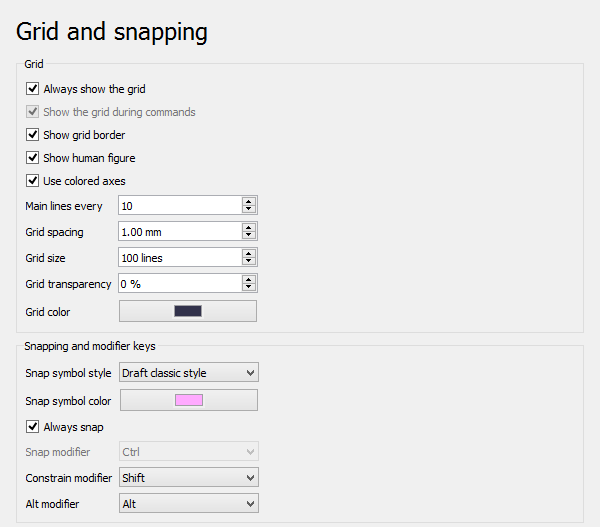 Grid and snapping
Grid
Always show the grid
Show the grid during commands
Show grid border
Show human figure
Use colored axes
Main lines every 10
Grid spacing 1.00 mm
Grid size 100 lines
Grid transparency 0 %
Grid color
Snapping and modifier keys
Snap symbol style Draft classic style
Snap symbol color
Always snap
Snap modifier Ctrl
Constrain modifier Shift
Alt modifier Alt